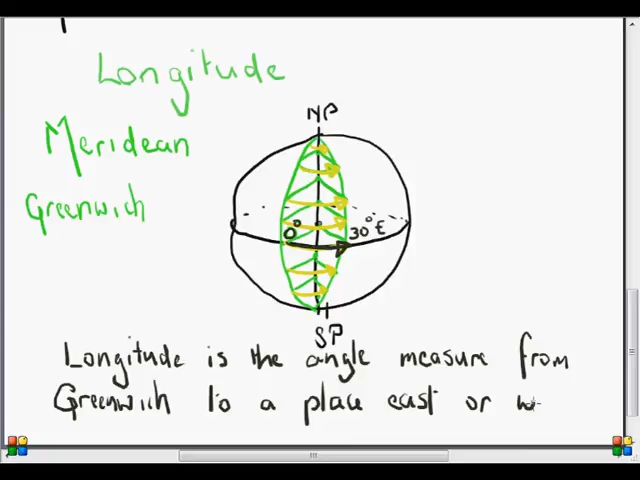 Longitude
NP
Meridean
Greenwich
0° 30°E
SP
Longitude is the angle measure from
Greenwich to a place east or w